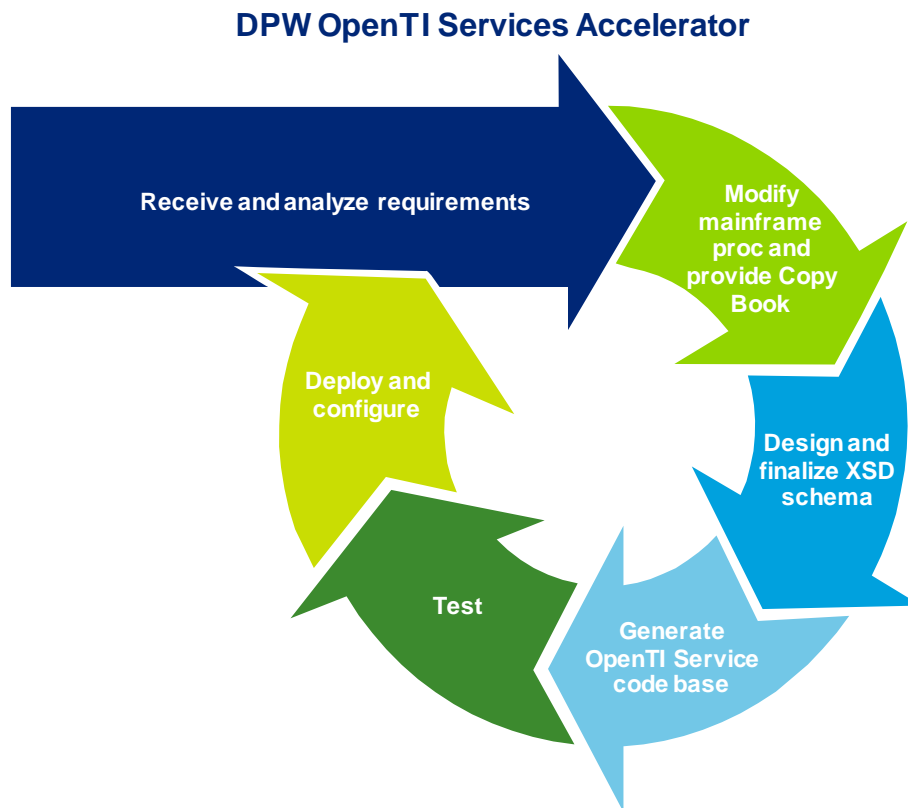 DPW OpenTI Services Accelerator
Receive and analyze requirements
Modify
mainframe
proc and
provide Copy
Book
Design and
finalize XSD
schema
Generate
OpenTI Service
code base
Test
Deploy and
configure